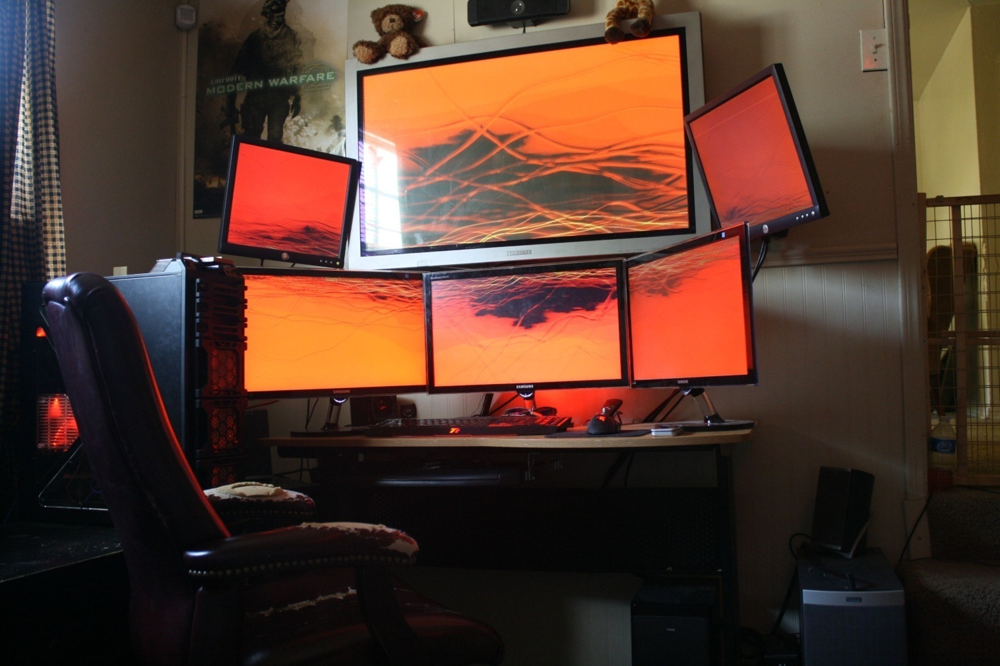 CALL OF DUTY
MODERN WARFARE 2
SAMSUNG
SAMSUNG
SAMSUNG
SAMSUNG